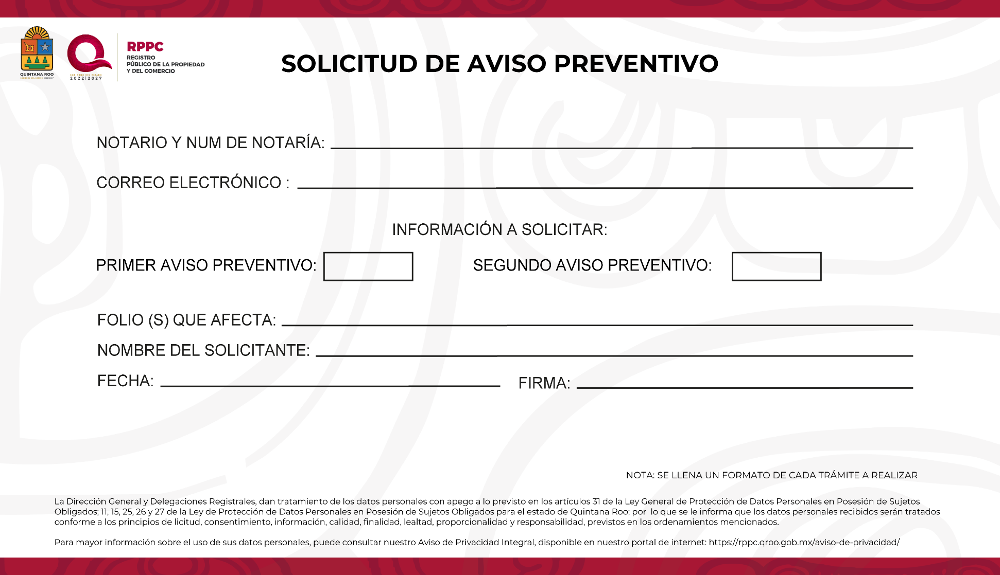 QUINTANA ROO
GOBIERNO DEL ESTADO 2022/2027
GOBIERNO DEL ESTADO
2022|2027
RPPC
REGISTRO
PÚBLICO DE LA PROPIEDAD
Y DEL COMERCIO
SOLICITUD DE AVISO PREVENTIVO
NOTARIO Y NUM DE NOTARÍA:
CORREO ELECTRÓNICO :
INFORMACIÓN A SOLICITAR:
PRIMER AVISO PREVENTIVO: SEGUNDO AVISO PREVENTIVO:
FOLIO (S) QUE AFECTA:
NOMBRE DEL SOLICITANTE:
FECHA: FIRMA:
NOTA: SE LLENA UN FORMATO DE CADA TRÁMITE A REALIZAR
La Dirección General y Delegaciones Registrales, dan tratamiento de los datos personales con apego a lo previsto en los artículos 31 de la Ley General de Protección de Datos Personales en Posesión de Sujetos
Obligados; 11, 15, 25, 26 y 27 de la Ley de Protección de Datos Personales en Posesión de Sujetos Obligados para el estado de Quintana Roo; por lo que se le informa que los datos personales recibidos serán tratados
conforme a los principios de licitud, consentimiento, información, calidad, finalidad, lealtad, proporcionalidad y responsabilidad, previstos en los ordenamientos mencionados.
Para mayor información sobre el uso de sus datos personales, puede consultar nuestro Aviso de Privacidad Integral, disponible en nuestro portal de internet: https://rppc.qroo.gob.mx/aviso-de-privacidad/